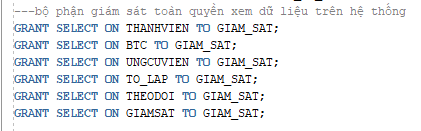 ---bộ phận giám sát toàn quyền xem dữ liệu trên hệ thống
GRANT SELECT ON THANHVIEN TO GIAM_SAT;
GRANT SELECT ON BTC TO GIAM_SAT;
GRANT SELECT ON UNGCUVIEN TO GIAM_SAT;
GRANT SELECT ON TO_LAP TO GIAM_SAT;
GRANT SELECT ON THEODOI TO GIAM_SAT;
GRANT SELECT ON GIAMSAT TO GIAM_SAT;